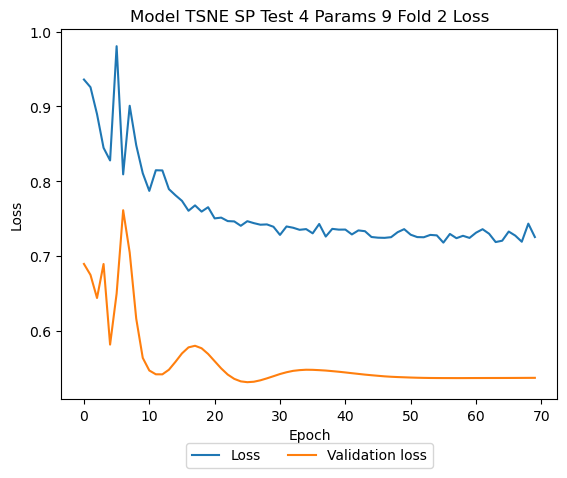 Model TSNE SP Test 4 Params 9 Fold 2 Loss
1.0
0.9
0.8
0.7
0.6
Loss
0 10 20 30 40 50 60 70
Epoch
Loss Validation loss